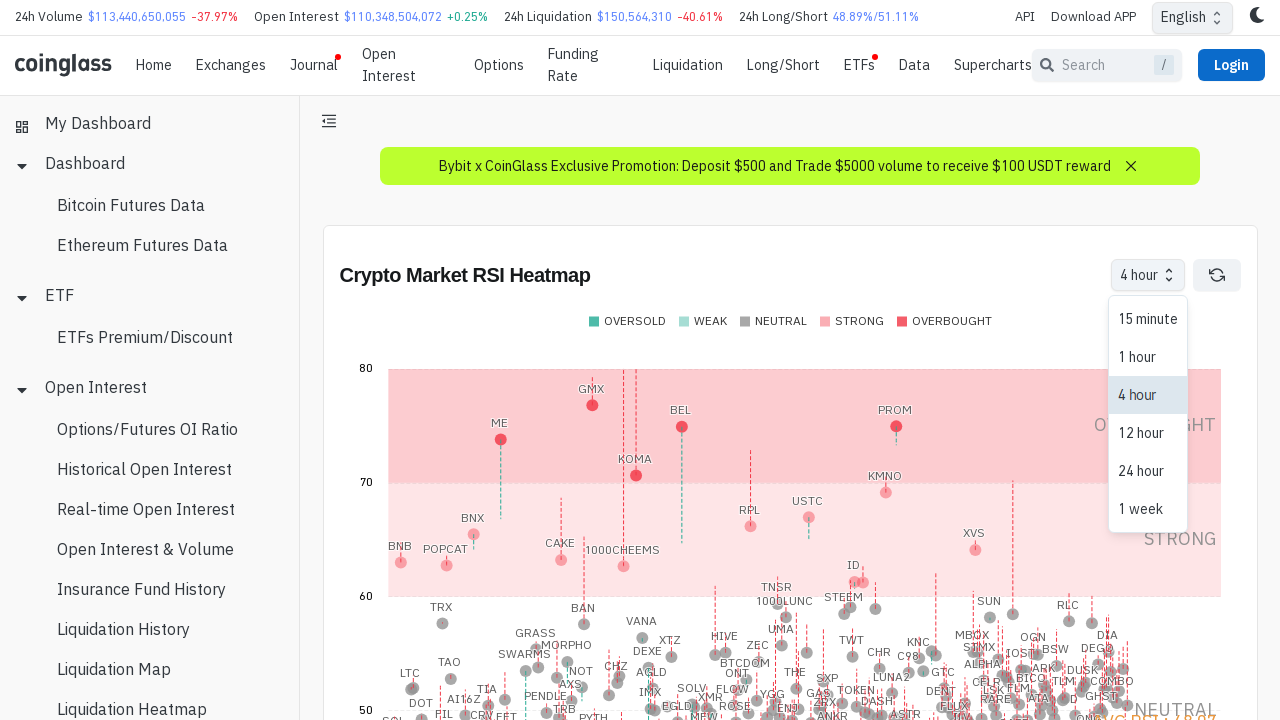 24h Volume $113,440,650,055 -37.97% Open Interest $110,348,504,072 +0.25% 24h Liquidation $150,564,310 -40.61% 24h Long/Short 48.89%/51.11% API Download APP English
coinglass Home Exchanges Journal Open Interest Options Funding Rate Liquidation Long/Short ETFs Data Supercharts Search / Login
My Dashboard
Dashboard
Bitcoin Futures Data
Ethereum Futures Data
ETF
ETFs Premium/Discount
Open Interest
Options/Futures OI Ratio
Historical Open Interest
Real-time Open Interest
Open Interest & Volume
Insurance Fund History
Liquidation History
Liquidation Map
Liquidation Heatmap
Bybit x CoinGlass Exclusive Promotion: Deposit $500 and Trade $5000 volume to receive $100 USDT reward
Crypto Market RSI Heatmap
4 hour
15 minute
1 hour
4 hour
12 hour
24 hour
1 week
OVERSOLD WEAK NEUTRAL STRONG OVERBOUGHT
80
GMX
ME BEL PROM
KOMA
70
KMNO
USTC
RPL
BNX XVS
BNB POPCAT CAKE 1000CHEEMS STRONG
ID
60
TNSR
STEEM
1000LUNC SUN RLC
TRX BAN
VANA UMA
GRASS HIVE MBOX OGN DIA
MORPHO XTZ ZEC TWT KNC STMX BSW DEGO
SWARMS DEXE CHR C98 IOST
TAO CHZ BTCDOM ALPHA ARK
LTC NOT AGLD ONT THE LUNA2 GTC BICO DUSK
TIA AXS IMX SOLV FLOW SXP TOKEN DENT CFLR TLM COMBO
DOT AI16Z PENDLE XMR YGG GAS DASH RARE ATA GHST
FIL TRB EGLD ROSE ZRX FLUX
50
CRV PYTH MEW ANKR ASTR NEUTRAL